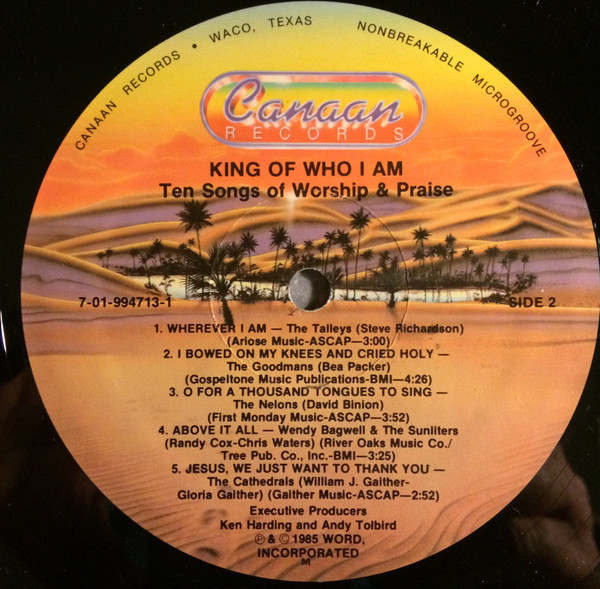 CANAAN RECORDS • WACO, TEXAS NONBREAKABLE MICROGROOVE
Canaan
RECORDS
KING OF WHO I AM
Ten Songs of Worship & Praise
7-01-994713-1
SIDE 2
1. WHEREVER I AM — The Talleys (Steve Richardson)
(Ariose Music-ASCAP—3:00)
2. I BOWED ON MY KNEES AND CRIED HOLY —
The Goodmans (Bea Packer)
(Gospeltone Music Publications-BMI—4:26)
3. O FOR A THOUSAND TONGUES TO SING —
The Nelons (David Binion)
(First Monday Music-ASCAP—3:52)
4. ABOVE IT ALL — Wendy Bagwell & The Sunliters
(Randy Cox-Chris Waters) (River Oaks Music Co./
Tree Pub. Co., Inc.-BMI—3:25)
5. JESUS, WE JUST WANT TO THANK YOU —
The Cathedrals (William J. Gaither-
Gloria Gaither) (Gaither Music-ASCAP—2:52)
Executive Producers
Ken Harding and Andy Tolbird
℗ & © 1985 WORD,
INCORPORATED
M